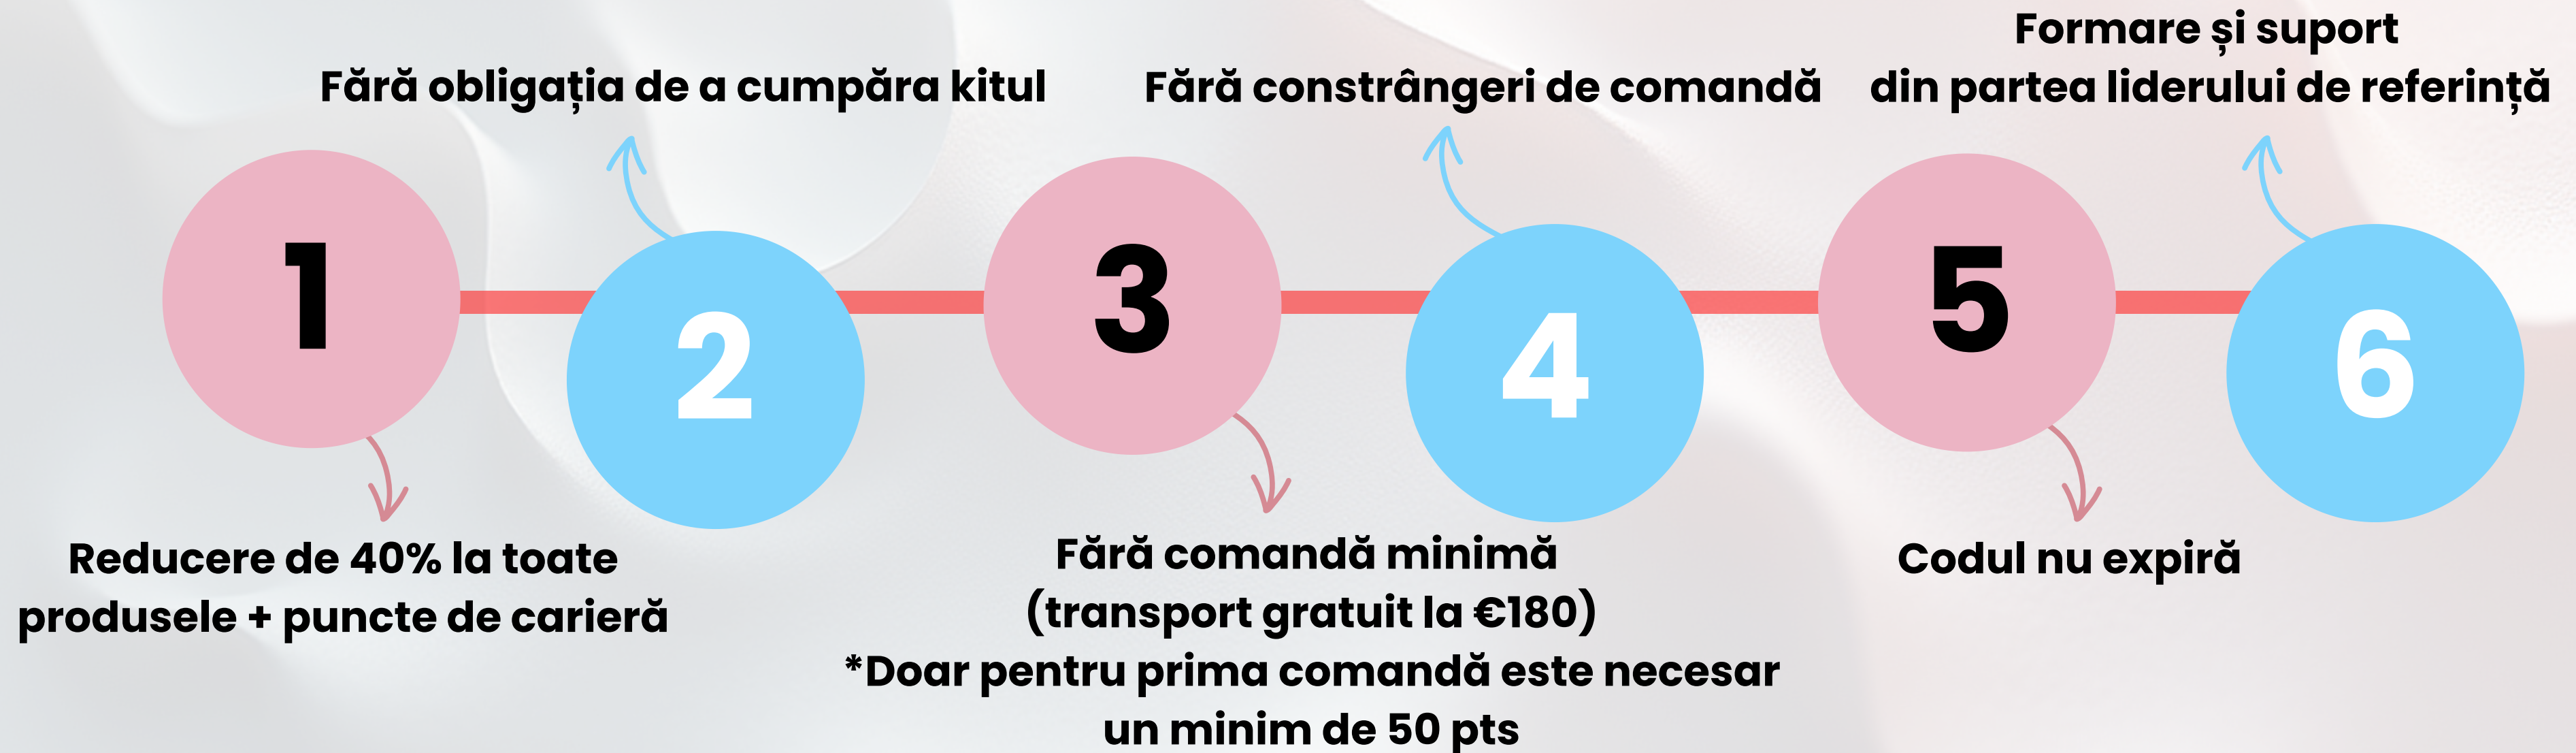 1
Reducere de 40% la toate
produsele + puncte de carieră
2
Fără obligația de a cumpăra kitul
3
Fără comandă minimă
(transport gratuit la €180)
*Doar pentru prima comandă este necesar
un minim de 50 pts
4
Fără constrângeri de comandă
5
Codul nu expiră
6
Formare și suport
din partea liderului de referință